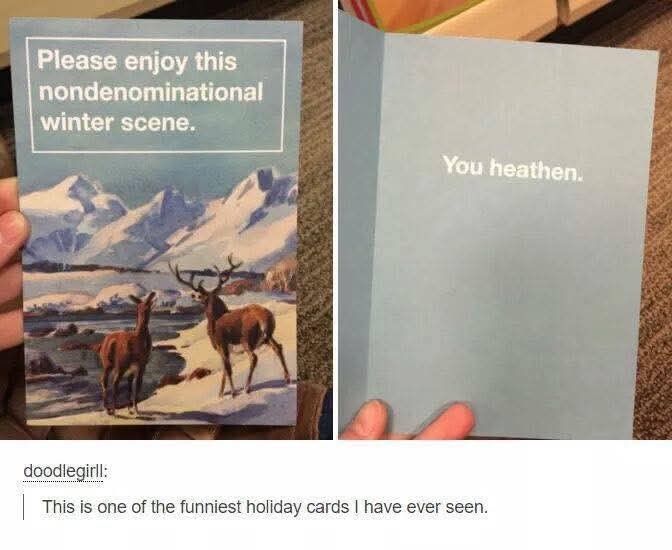 Please enjoy this
nondenominational
winter scene.
You heathen.
doodlegirll:
This is one of the funniest holiday cards I have ever seen.